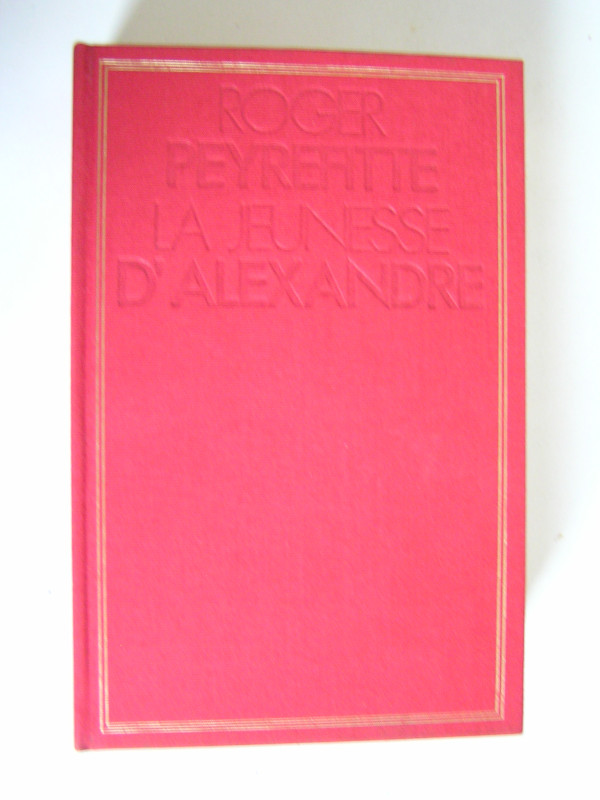 ROGER
PEYREFITTE
LA JEUNESSE
D'ALEXANDRE